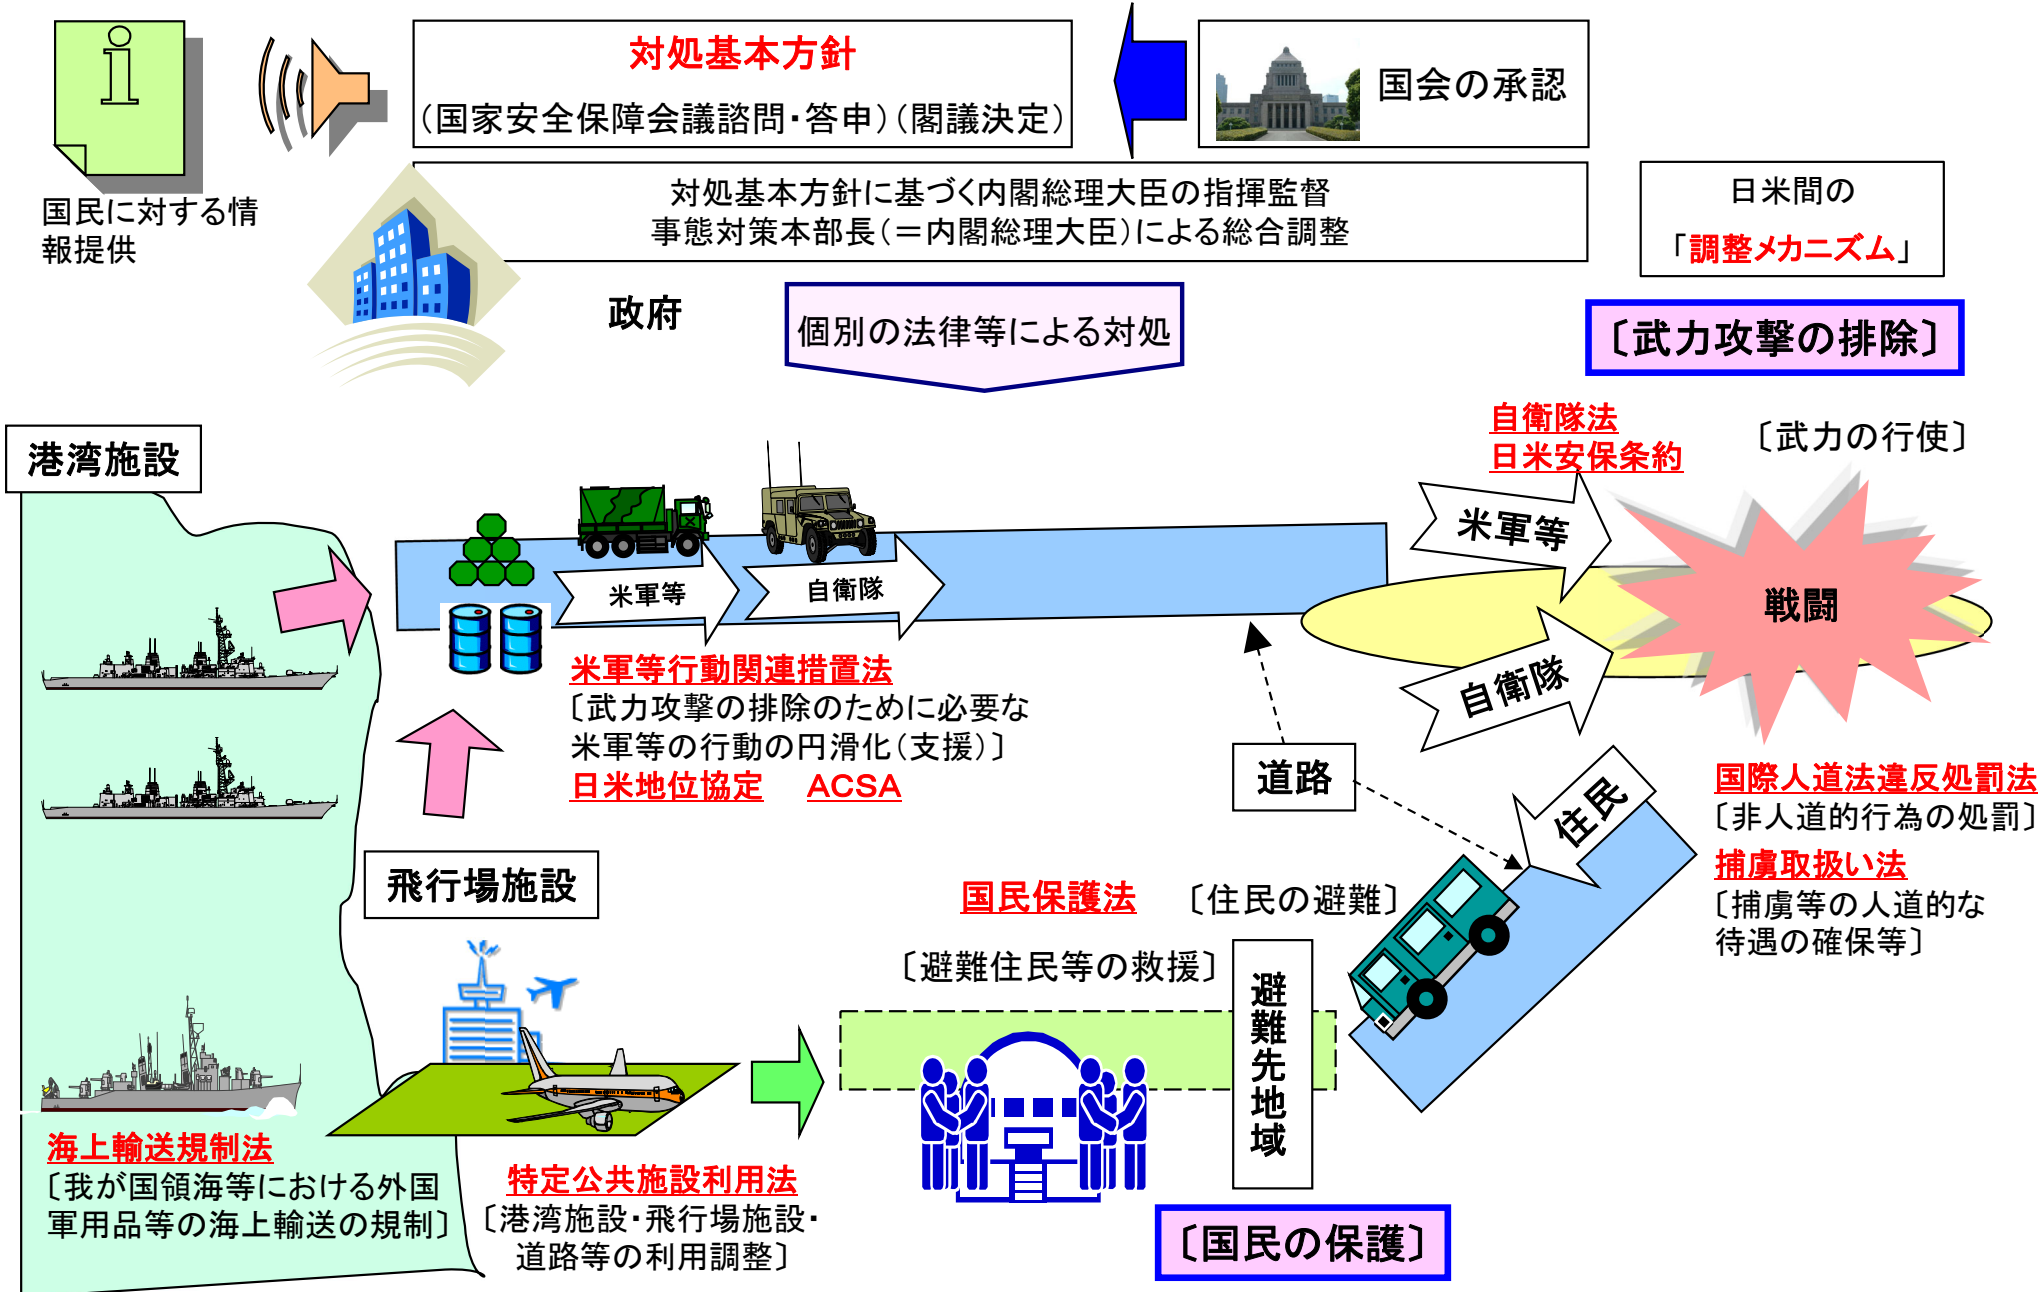 対処基本方針
(国家安全保障会議諮問・答申)(閣議決定)
国会の承認
国民に対する情
報提供
対処基本方針に基づく内閣総理大臣の指揮監督
事態対策本部長(＝内閣総理大臣)による総合調整
日米間の
「調整メカニズム」
政府
個別の法律等による対処
〔武力攻撃の排除〕
港湾施設
自衛隊法
日米安保条約
〔武力の行使〕
米軍等
自衛隊
米軍等
自衛隊
戦闘
米軍等行動関連措置法
〔武力攻撃の排除のために必要な
米軍等の行動の円滑化(支援)〕
日米地位協定 ACSA
道路
住民
国際人道法違反処罰法
〔非人道的行為の処罰〕
捕虜取扱い法
〔捕虜等の人道的な
待遇の確保等〕
飛行場施設
国民保護法
〔住民の避難〕
〔避難住民等の救援〕
避難先地域
海上輸送規制法
〔我が国領海等における外国
軍用品等の海上輸送の規制〕
特定公共施設利用法
〔港湾施設・飛行場施設・
道路等の利用調整〕
〔国民の保護〕